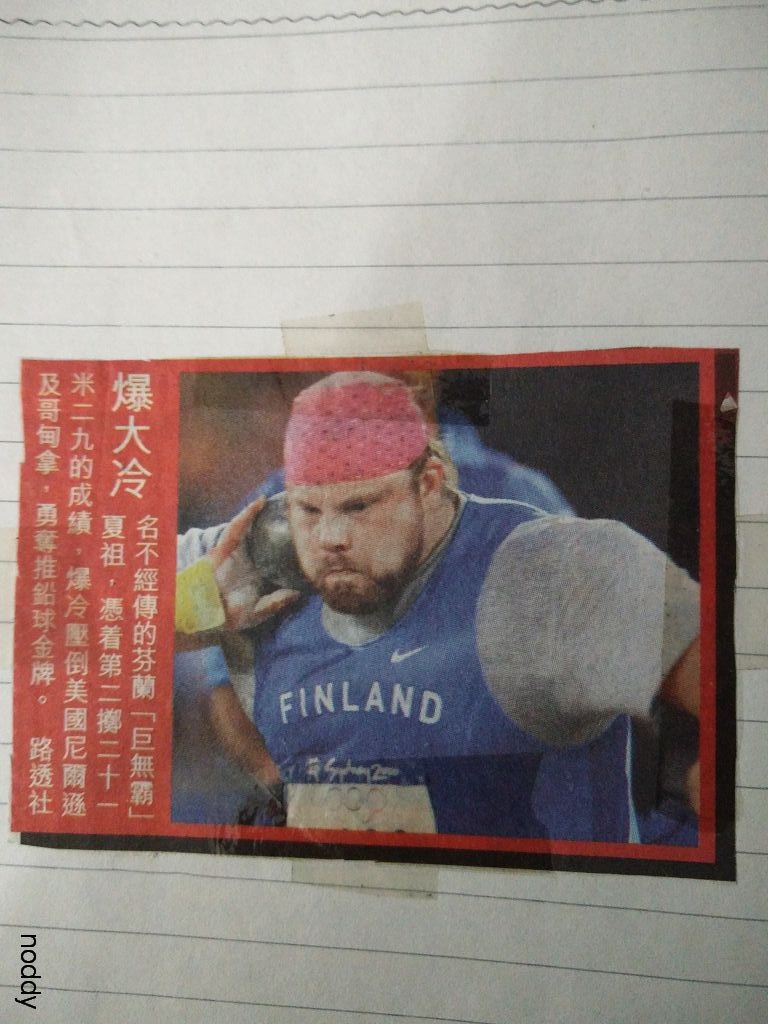 爆大冷
名不經傳的芬蘭「巨無霸」
夏祖，憑着第二擲二十一
米二九的成績，爆冷壓倒美國尼爾遜
及哥甸拿，勇奪推鉛球金牌。 路透社
FINLAND
Sydney 2000
noddy